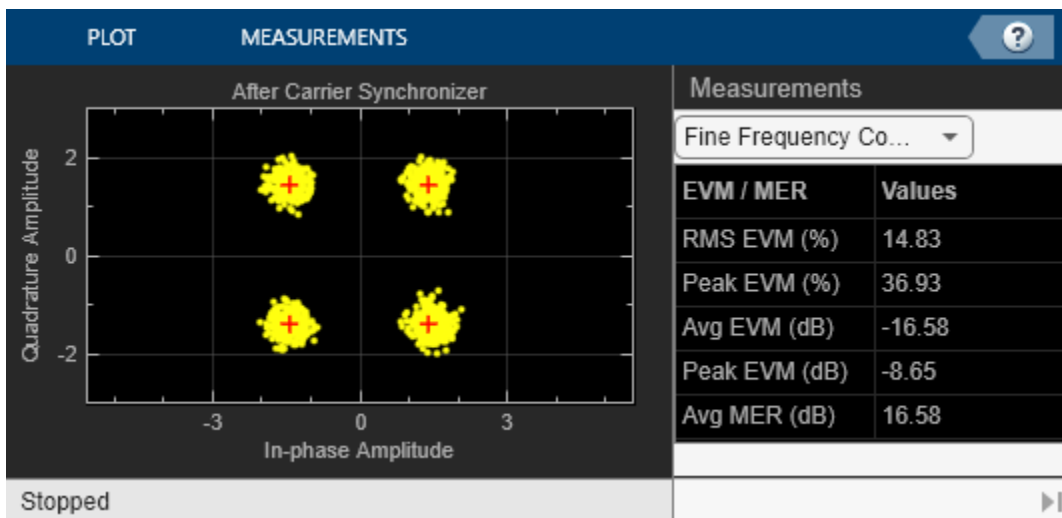 PLOT MEASUREMENTS ?
After Carrier Synchronizer
Quadrature Amplitude
2
0
-2
-3 0 3
In-phase Amplitude
Stopped
Measurements
Fine Frequency Co...
EVM / MER Values
RMS EVM (%) 14.83
Peak EVM (%) 36.93
Avg EVM (dB) -16.58
Peak EVM (dB) -8.65
Avg MER (dB) 16.58